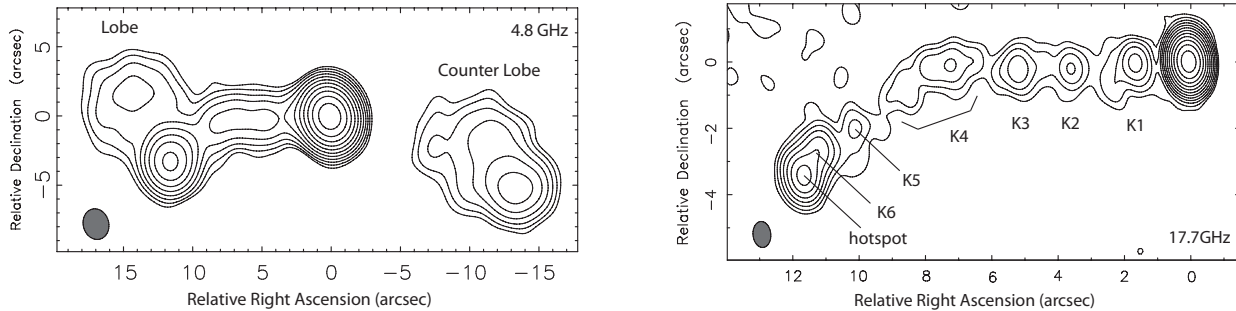 Lobe
4.8 GHz
Counter Lobe
Relative Declination (arcsec)
5
0
−5
15 10 5 0 −5 −10 −15
Relative Right Ascension (arcsec)
Relative Declination (arcsec)
0
−2
−4
K4
K3
K2
K1
K5
K6
hotspot
17.7GHz
12 10 8 6 4 2 0
Relative Right Ascension (arcsec)